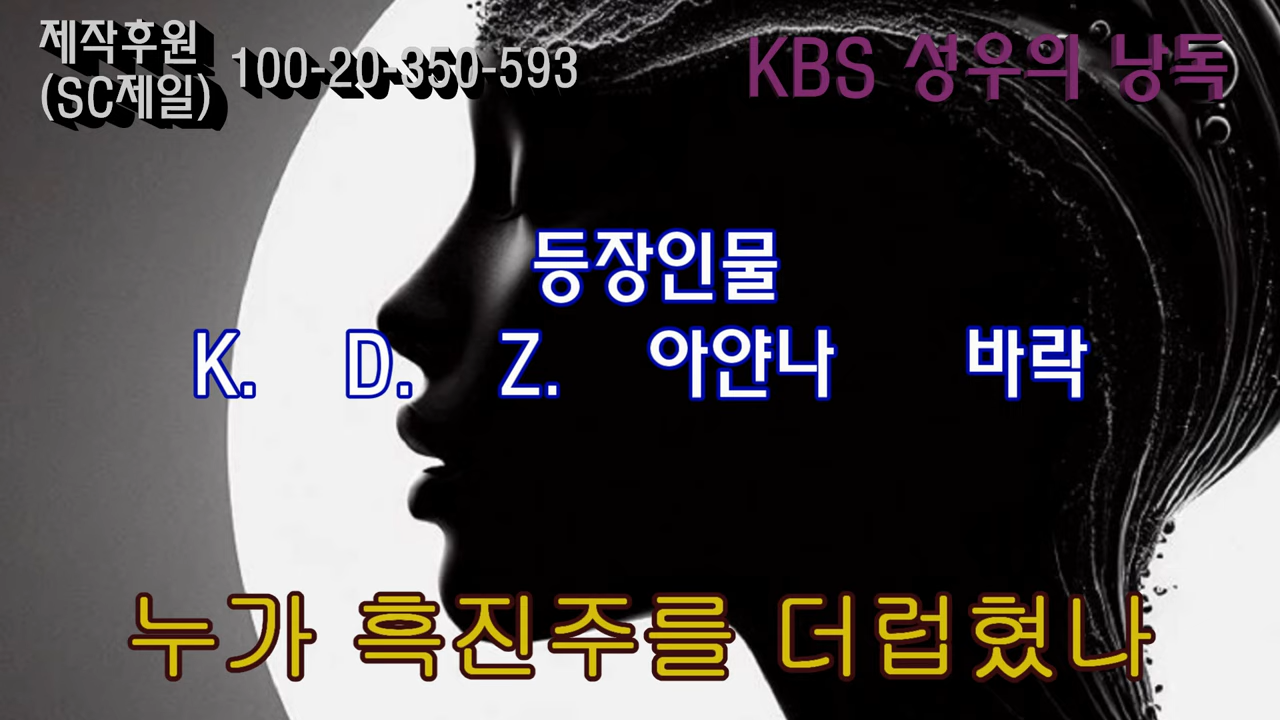 제작후원
(SC제일)
100-20-350-593
KBS 성우의 낭독
등장인물
K. D. Z. 아얀나 바락
누가 흑진주를 더럽혔나